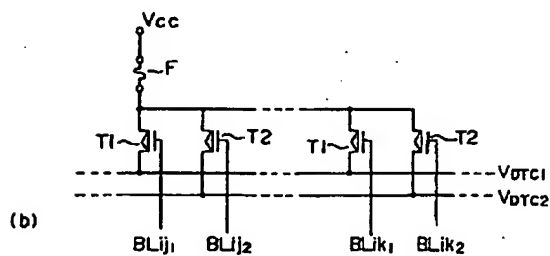 Vcc
F
T1 T2 T1 T2
VDTC1
VDTC2
(b)
BLij1 BLij2 BLik1 BLik2